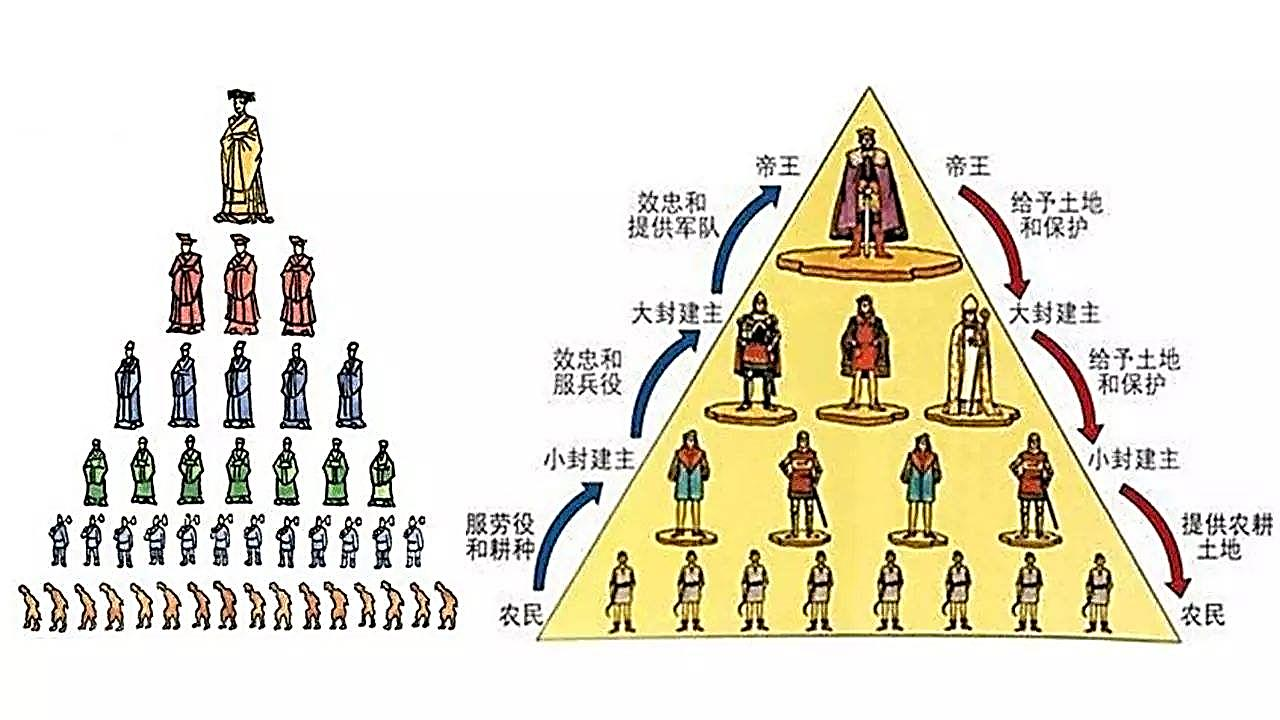 帝王
帝王
效忠和
提供军队
给予土地
和保护
大封建主
大封建主
效忠和
服兵役
给予土地
和保护
小封建主
小封建主
服劳役
和耕种
提供农耕
土地
农民
农民